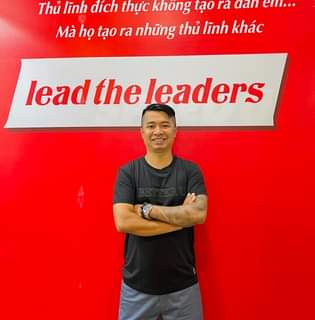 Thủ lĩnh đích thực không tạo ra đàn em...
Mà họ tạo ra những thủ lĩnh khác
lead the leaders